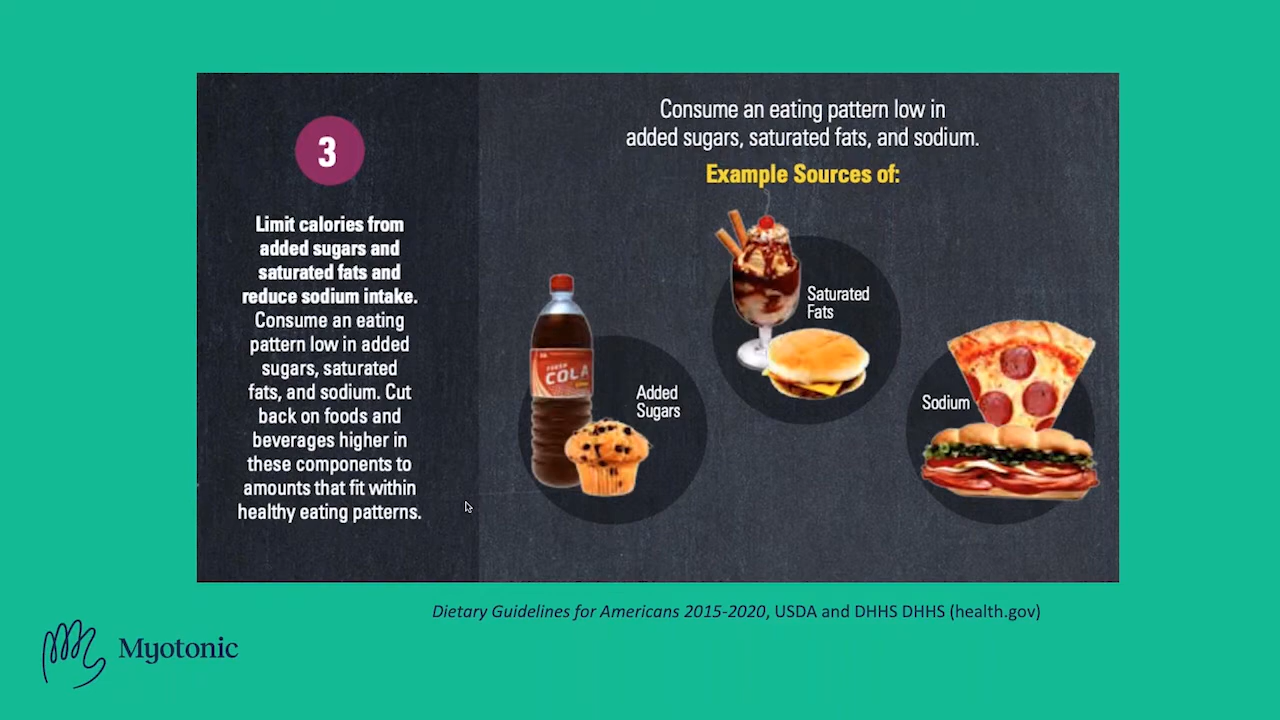 3
Limit calories from
added sugars and
saturated fats and
reduce sodium intake.
Consume an eating
pattern low in added
sugars, saturated
fats, and sodium. Cut
back on foods and
beverages higher in
these components to
amounts that fit within
healthy eating patterns.
Consume an eating pattern low in
added sugars, saturated fats, and sodium.
Example Sources of:
COLA
Added
Sugars
Saturated
Fats
Sodium
Dietary Guidelines for Americans 2015-2020, USDA and DHHS DHHS (health.gov)
Myotonic